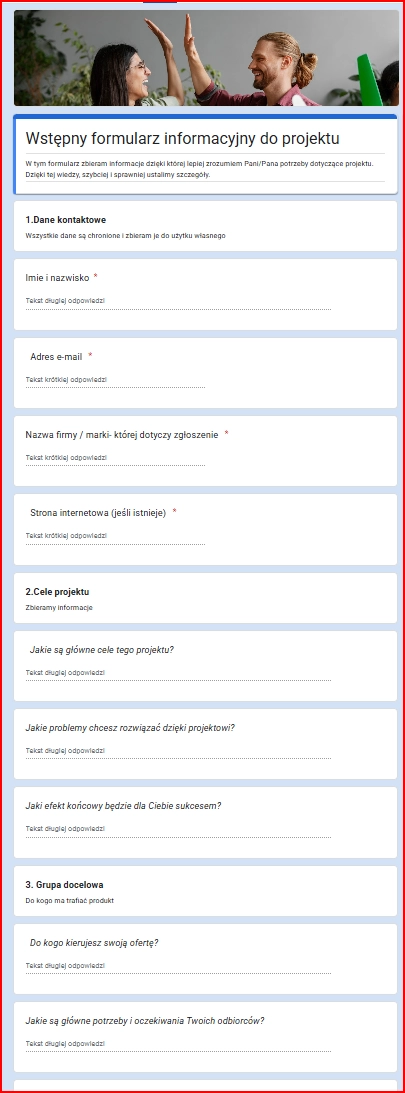 Wstępny formularz informacyjny do projektu
W tym formularz zbieram informacje dzięki której lepiej zrozumiem Pani/Pana potrzeby dotyczące projektu.
Dzięki tej wiedzy, szybciej i sprawniej ustalimy szczegóły.
1.Dane kontaktowe
Wszystkie dane są chronione i zbieram je do użytku własnego
Imie i nazwisko *
Tekst długiej odpowiedzi
Adres e-mail *
Tekst krótkiej odpowiedzi
Nazwa firmy / marki- której dotyczy zgłoszenie *
Tekst krótkiej odpowiedzi
Strona internetowa (jeśli istnieje) *
Tekst krótkiej odpowiedzi
2.Cele projektu
Zbieramy informacje
Jakie są główne cele tego projektu?
Tekst długiej odpowiedzi
Jakie problemy chcesz rozwiązać dzięki projektowi?
Tekst długiej odpowiedzi
Jaki efekt końcowy będzie dla Ciebie sukcesem?
Tekst długiej odpowiedzi
3. Grupa docelowa
Do kogo ma trafiać produkt
Do kogo kierujesz swoją ofertę?
Tekst długiej odpowiedzi
Jakie są główne potrzeby i oczekiwania Twoich odbiorców?
Tekst długiej odpowiedzi